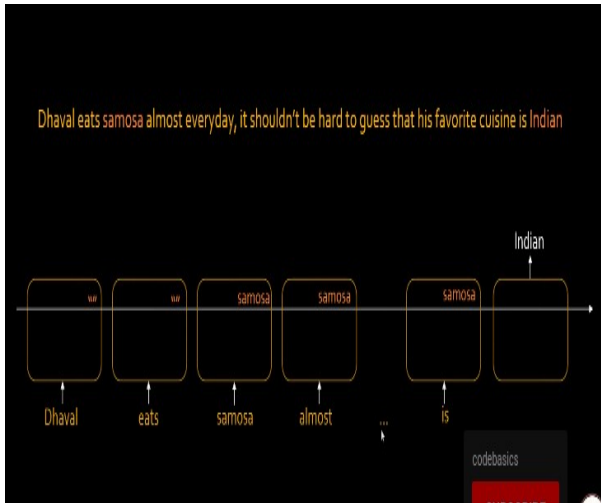 Dhaval eats samosa almost everyday, it shouldn't be hard to guess that his favorite cuisine is Indian
Indian
"" "" samosa samosa samosa
Dhaval eats samosa almost ... is
codebasics